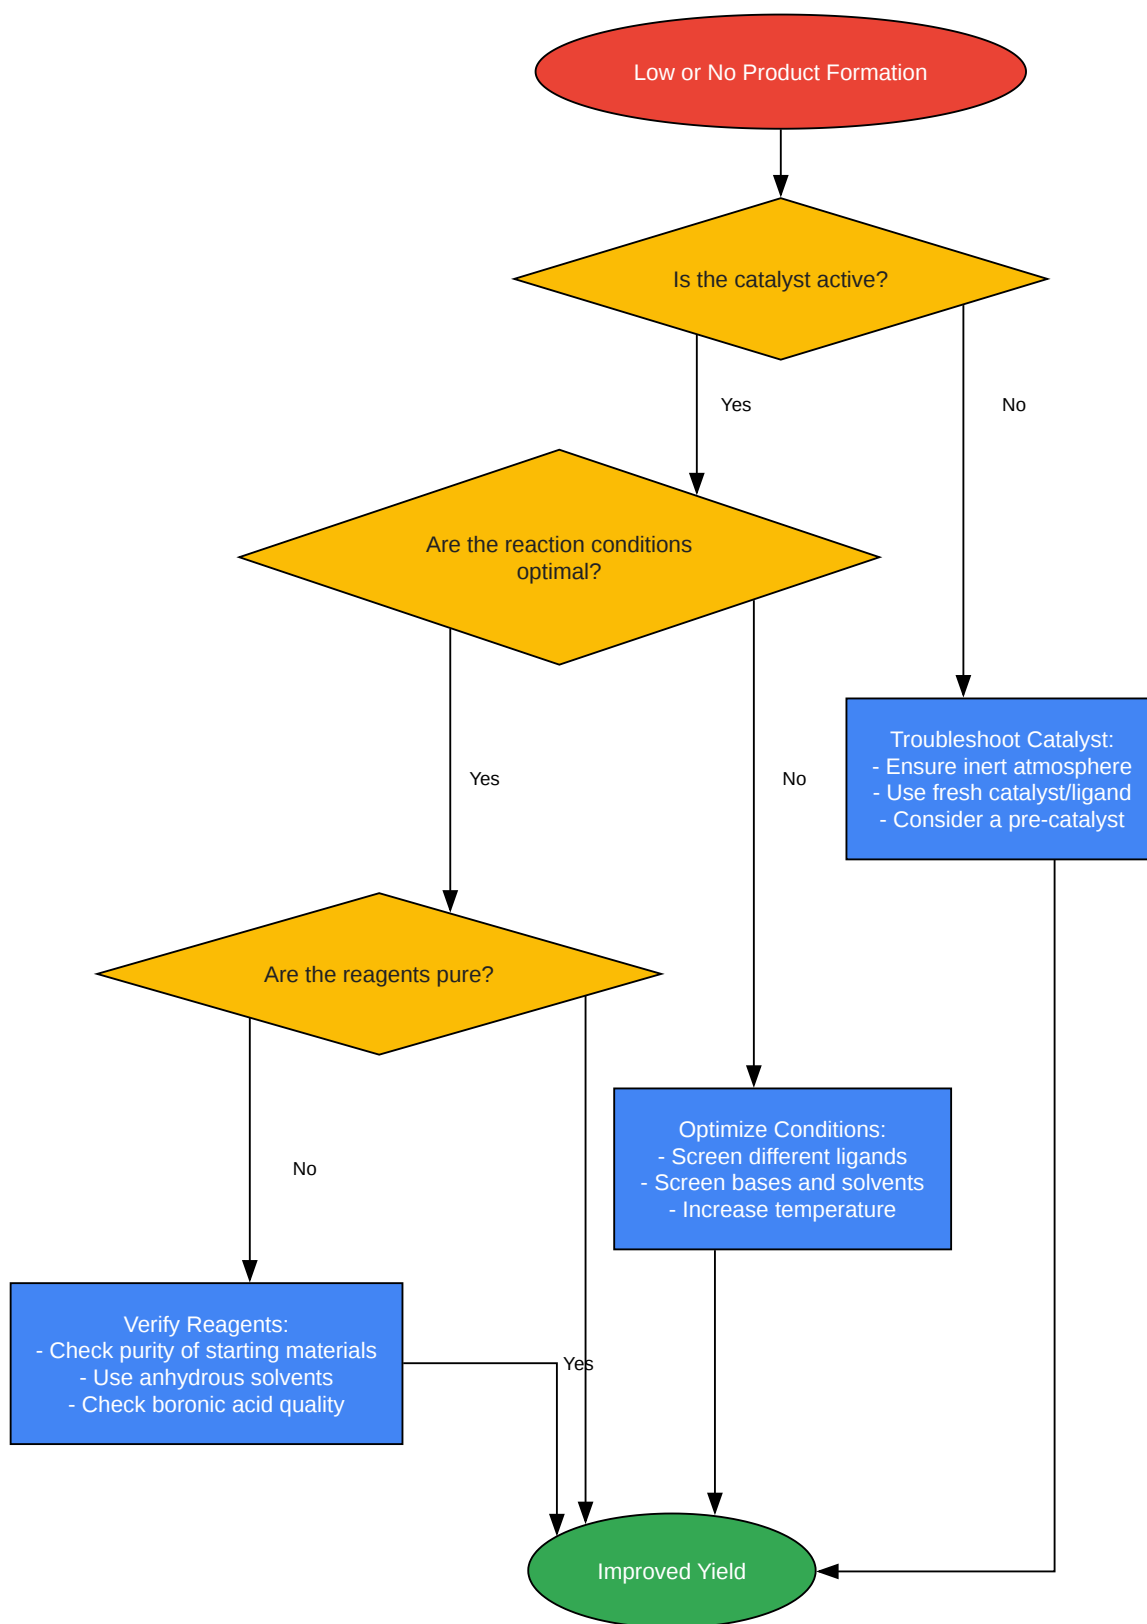 Low or No Product Formation
Is the catalyst active?
Yes
No
Are the reaction conditions
optimal?
Troubleshoot Catalyst:
- Ensure inert atmosphere
- Use fresh catalyst/ligand
- Consider a pre-catalyst
Yes
No
Are the reagents pure?
Optimize Conditions:
- Screen different ligands
- Screen bases and solvents
- Increase temperature
No
Verify Reagents:
- Check purity of starting materials
- Use anhydrous solvents
- Check boronic acid quality
Yes
Improved Yield